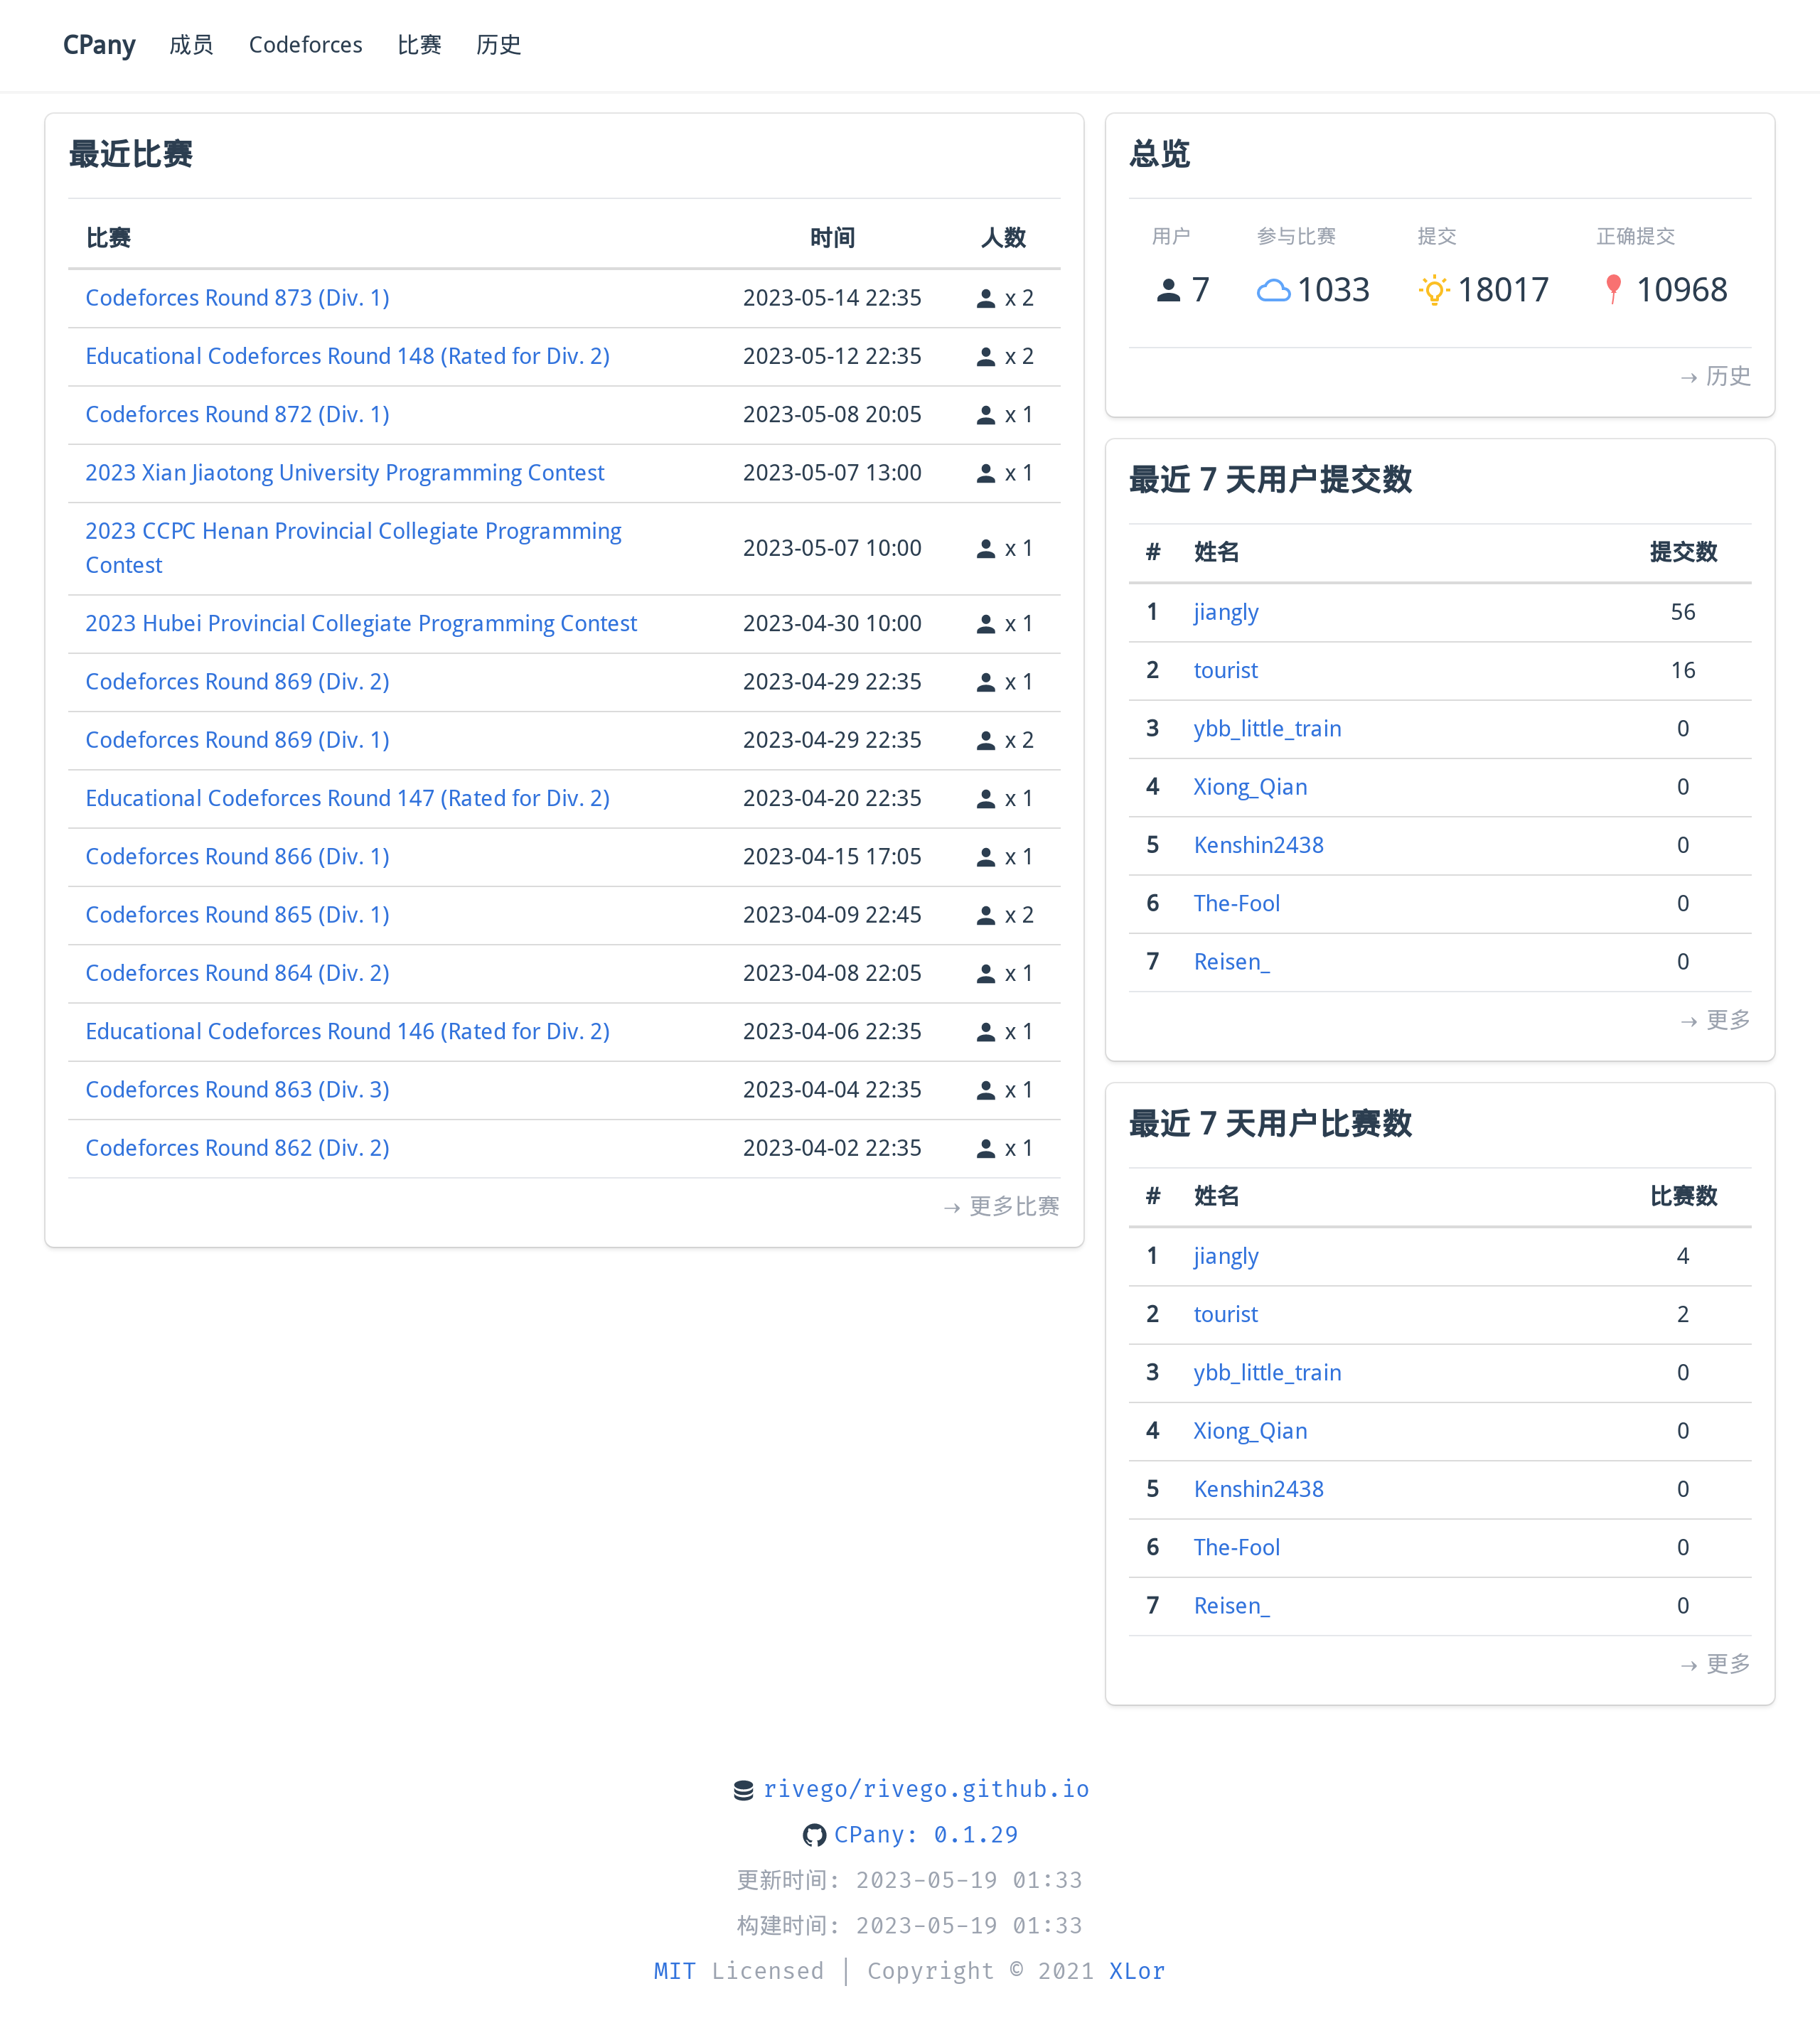 CPany 成员 Codeforces 比赛 历史
最近比赛
比赛 时间 人数
Codeforces Round 873 (Div. 1) 2023-05-14 22:35 x 2
Educational Codeforces Round 148 (Rated for Div. 2) 2023-05-12 22:35 x 2
Codeforces Round 872 (Div. 1) 2023-05-08 20:05 x 1
2023 Xian Jiaotong University Programming Contest 2023-05-07 13:00 x 1
2023 CCPC Henan Provincial Collegiate Programming
Contest 2023-05-07 10:00 x 1
2023 Hubei Provincial Collegiate Programming Contest 2023-04-30 10:00 x 1
Codeforces Round 869 (Div. 2) 2023-04-29 22:35 x 1
Codeforces Round 869 (Div. 1) 2023-04-29 22:35 x 2
Educational Codeforces Round 147 (Rated for Div. 2) 2023-04-20 22:35 x 1
Codeforces Round 866 (Div. 1) 2023-04-15 17:05 x 1
Codeforces Round 865 (Div. 1) 2023-04-09 22:45 x 2
Codeforces Round 864 (Div. 2) 2023-04-08 22:05 x 1
Educational Codeforces Round 146 (Rated for Div. 2) 2023-04-06 22:35 x 1
Codeforces Round 863 (Div. 3) 2023-04-04 22:35 x 1
Codeforces Round 862 (Div. 2) 2023-04-02 22:35 x 1
→ 更多比赛
总览
用户 参与比赛 提交 正确提交
7 1033 18017 10968
→ 历史
最近 7 天用户提交数
# 姓名 提交数
1 jiangly 56
2 tourist 16
3 ybb_little_train 0
4 Xiong_Qian 0
5 Kenshin2438 0
6 The-Fool 0
7 Reisen_ 0
→ 更多
最近 7 天用户比赛数
# 姓名 比赛数
1 jiangly 4
2 tourist 2
3 ybb_little_train 0
4 Xiong_Qian 0
5 Kenshin2438 0
6 The-Fool 0
7 Reisen_ 0
→ 更多
rivego/rivego.github.io
CPany: 0.1.29
更新时间: 2023-05-19 01:33
构建时间: 2023-05-19 01:33
MIT Licensed | Copyright © 2021 XLor